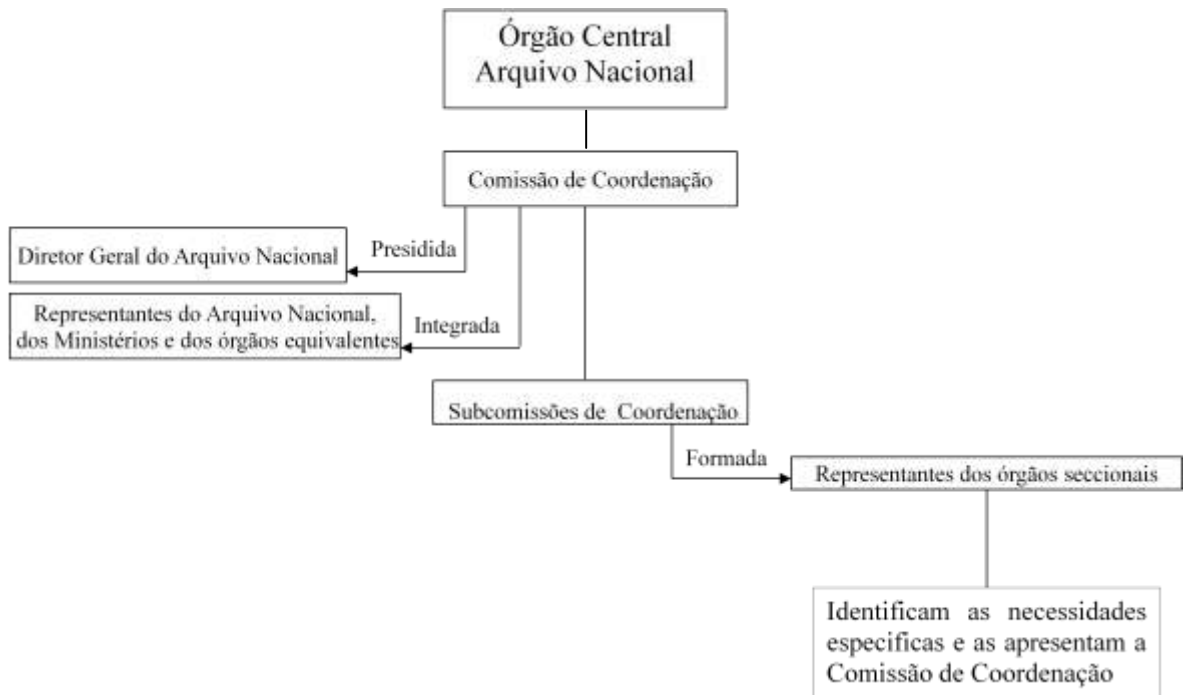 Órgão Central
Arquivo Nacional
Comissão de Coordenação
Diretor Geral do Arquivo Nacional
Presidida
Representantes do Arquivo Nacional,
dos Ministérios e dos órgãos equivalentes
Integrada
Subcomissões de Coordenação
Formada
Representantes dos órgãos seccionais
Identificam as necessidades
especificas e as apresentam a
Comissão de Coordenação